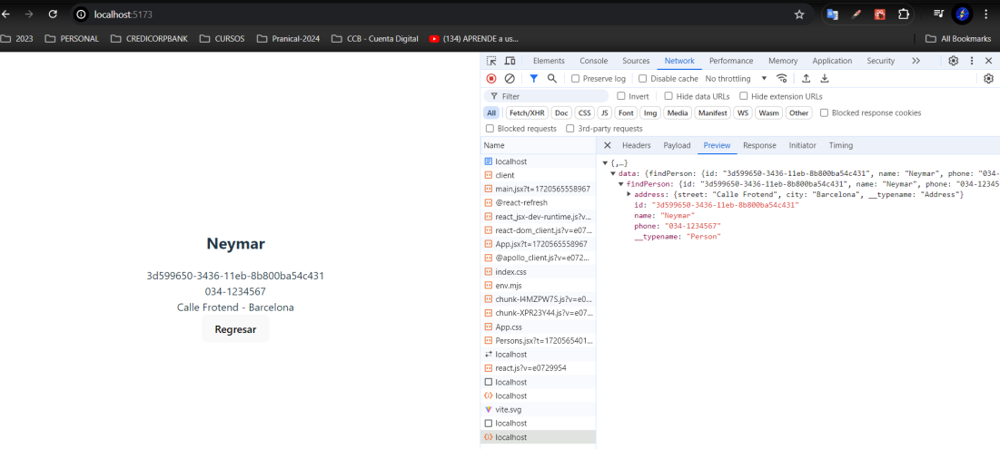 localhost:5173
2023 PERSONAL CREDICORPBANK CURSOS Pranical-2024 CCB - Cuenta Digital (134) APRENDE a us... All Bookmarks
Elements Console Sources Network Performance Memory Application Security
Preserve log Disable cache No throttling
Filter Invert Hide data URLs Hide extension URLs
All Fetch/XHR Doc CSS JS Font Img Media Manifest WS Wasm Other Blocked response cookies
Blocked requests 3rd-party requests
Name
Headers Payload Preview Response Initiator Timing
localhost
client
main.jsx?t=1720565558967
@react-refresh
react_jsx-dev-runtime.js?v...
react-dom_client.js?v=e07...
App.jsx?t=1720565558967
@apollo_client.js?v=e072...
index.css
env.mjs
chunk-I4MZPW7S.js?v=e0...
chunk-XPR23Y44.js?v=e07...
App.css
Persons.jsx?t=1720565401...
localhost
react.js?v=e0729954
localhost
localhost
vite.svg
localhost
localhost
{,…}
data: {findPerson: {id: "3d599650-3436-11eb-8b800ba54c431", name: "Neymar", phone: "034-
findPerson: {id: "3d599650-3436-11eb-8b800ba54c431", name: "Neymar", phone: "034-12345
address: {street: "Calle Frotend", city: "Barcelona", __typename: "Address"}
id: "3d599650-3436-11eb-8b800ba54c431"
name: "Neymar"
phone: "034-1234567"
__typename: "Person"
Neymar
3d599650-3436-11eb-8b800ba54c431
034-1234567
Calle Frotend - Barcelona
Regresar